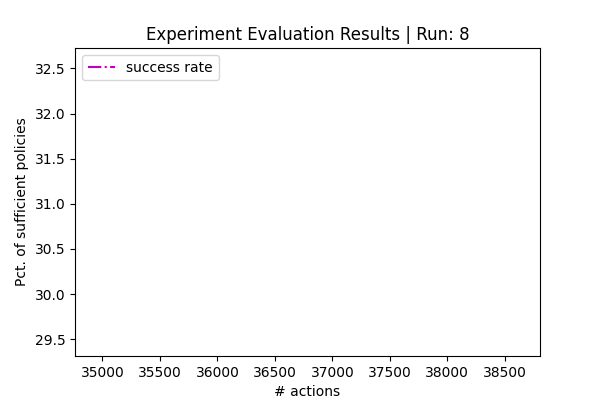 Experiment Evaluation Results | Run: 8
success rate
Pct. of sufficient policies
32.5
32.0
31.5
31.0
30.5
30.0
29.5
35000 35500 36000 36500 37000 37500 38000 38500
# actions